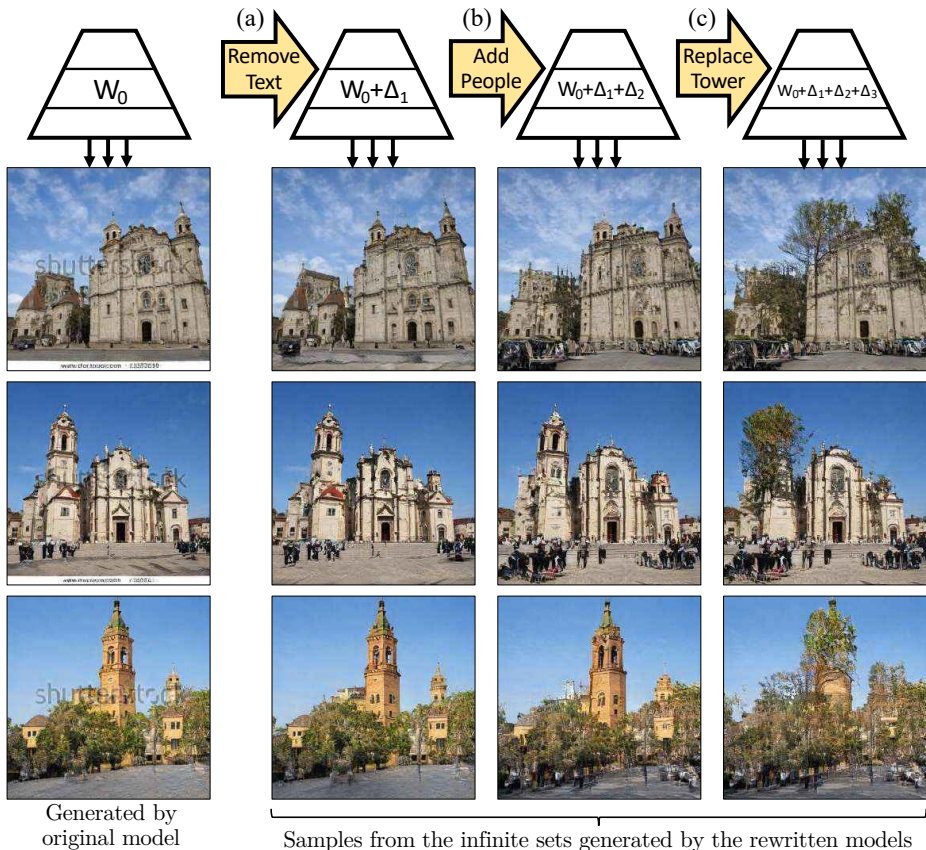 (a)
(b)
(c)
Remove
Text
Add
People
Replace
Tower
W₀
W₀+Δ₁
W₀+Δ₁+Δ₂
W₀+Δ₁+Δ₂+Δ₃
shutterstock
shutterstock
Generated by
original model
Samples from the infinite sets generated by the rewritten models